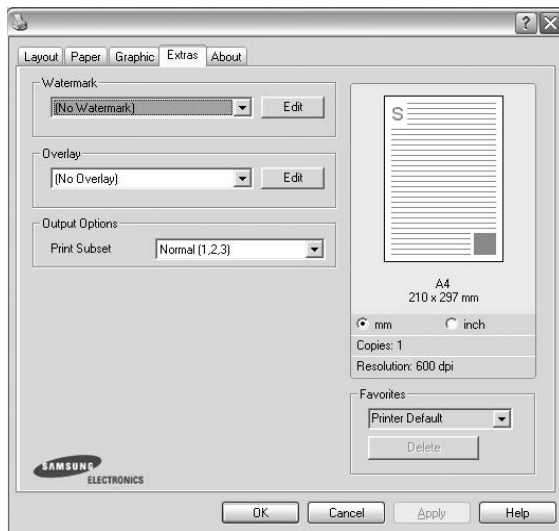 Layout Paper Graphic Extras About
Watermark
(No Watermark) Edit
Overlay
(No Overlay) Edit
Output Options
Print Subset Normal (1,2,3)
S
A4
210 x 297 mm
mm inch
Copies: 1
Resolution: 600 dpi
Favorites
Printer Default
Delete
SAMSUNG
ELECTRONICS
OK Cancel Apply Help